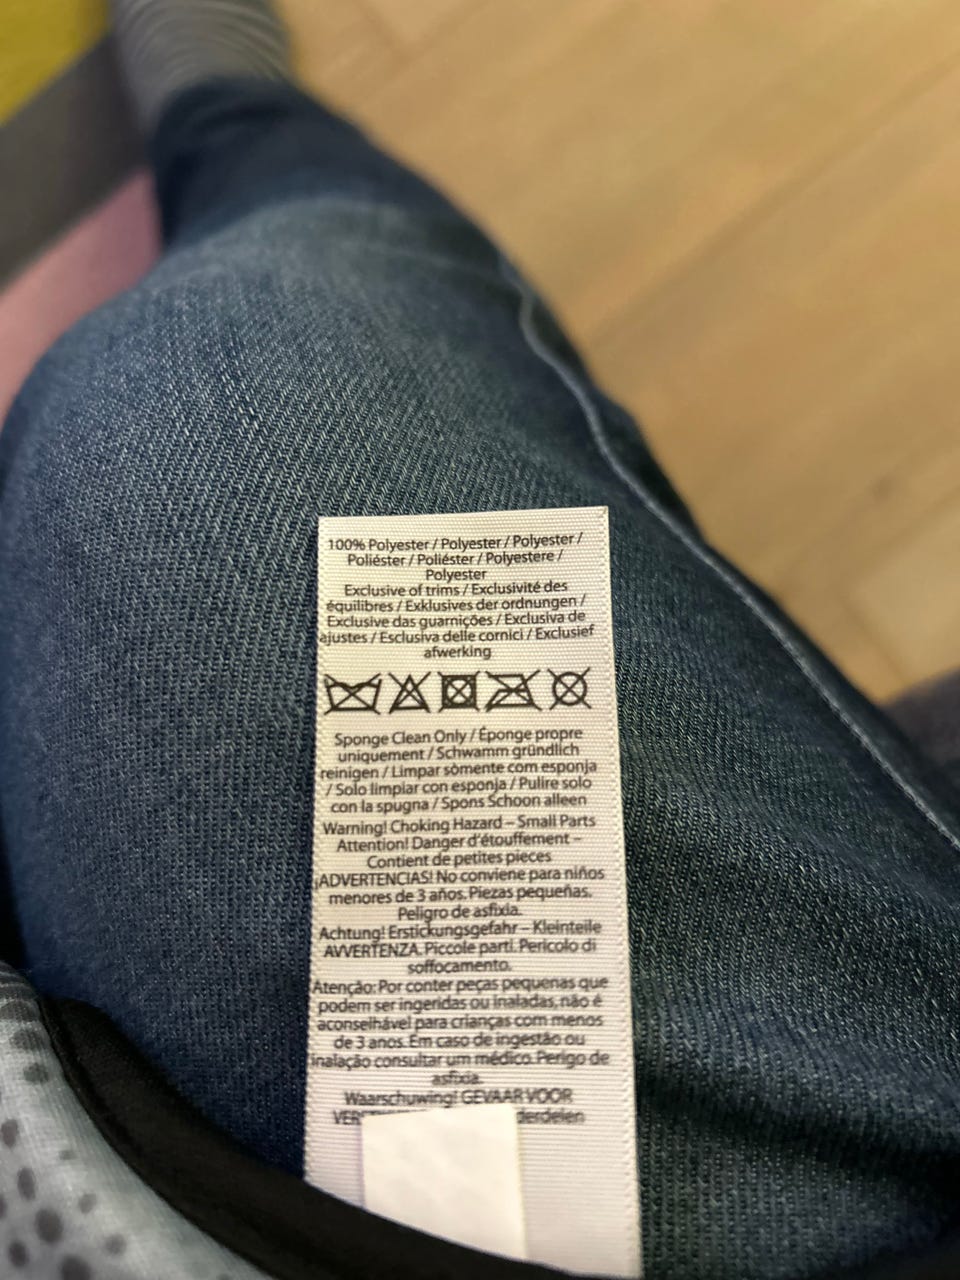 100% Polyester / Polyester / Polyester /
Poliéster / Poliéster / Polyestere /
Polyester
Exclusive of trims / Exclusivité des
équilibres / Exklusives der ordnungen /
Exclusive das guarnições / Exclusiva de
ajustes / Esclusiva delle cornici / Exclusief
afwerking
Sponge Clean Only / Éponge propre
uniquement / Schwamm gründlich
reinigen / Limpar sòmente com esponja
/ Solo limpiar con esponja / Pulire solo
con la spugna / Spons Schoon alleen
Warning! Choking Hazard – Small Parts
Attention! Danger d'étouffement –
Contient de petites pieces
¡ADVERTENCIAS! No conviene para niños
menores de 3 años. Piezas pequeñas.
Peligro de asfixia.
Achtung! Erstickungsgefahr – Kleinteile
AVVERTENZA. Piccole parti. Pericolo di
soffocamento.
Atenção: Por conter peças pequenas que
podem ser ingeridas ou inaladas, não é
aconselhável para crianças com menos
de 3 anos. Em caso de ingestão ou
inalação consultar um médico. Perigo de
asfixia.
Waarschuwing! GEVAAR VOOR